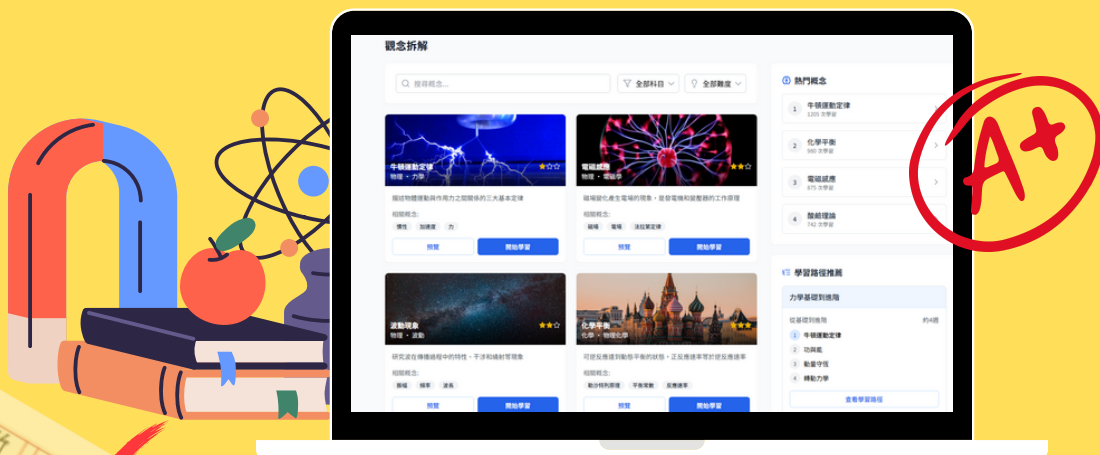 觀念拆解
搜尋概念...
全部科目
全部難度
牛頓運動定律
物理・力學
描述物體運動與作用力之間關係的三大基本定律
相關概念:
慣性 加速度 力
預覽 開始學習
電磁感應
物理・電磁學
磁場變化產生電場的現象，是發電機和變壓器的工作原理
相關概念:
磁場 電場 法拉第定律
預覽 開始學習
波動現象
物理・波動
研究波在傳播過程中的特性，干涉和繞射等現象
相關概念:
振幅 頻率 波長
預覽 開始學習
化學平衡
化學・物理化學
可逆反應達到動態平衡的狀態，正反應速率等於逆反應速率
相關概念:
勒沙特列原理 平衡常數 反應速率
預覽 開始學習
熱門概念
1 牛頓運動定律
1205 次學習
2 化學平衡
980 次學習
3 電磁感應
875 次學習
4 酸鹼理論
742 次學習
學習路徑推薦
力學基礎到進階
從基礎到進階 約4週
1 牛頓運動定律
2 功與能
3 動量守恆
4 轉動力學
查看學習路徑
A+